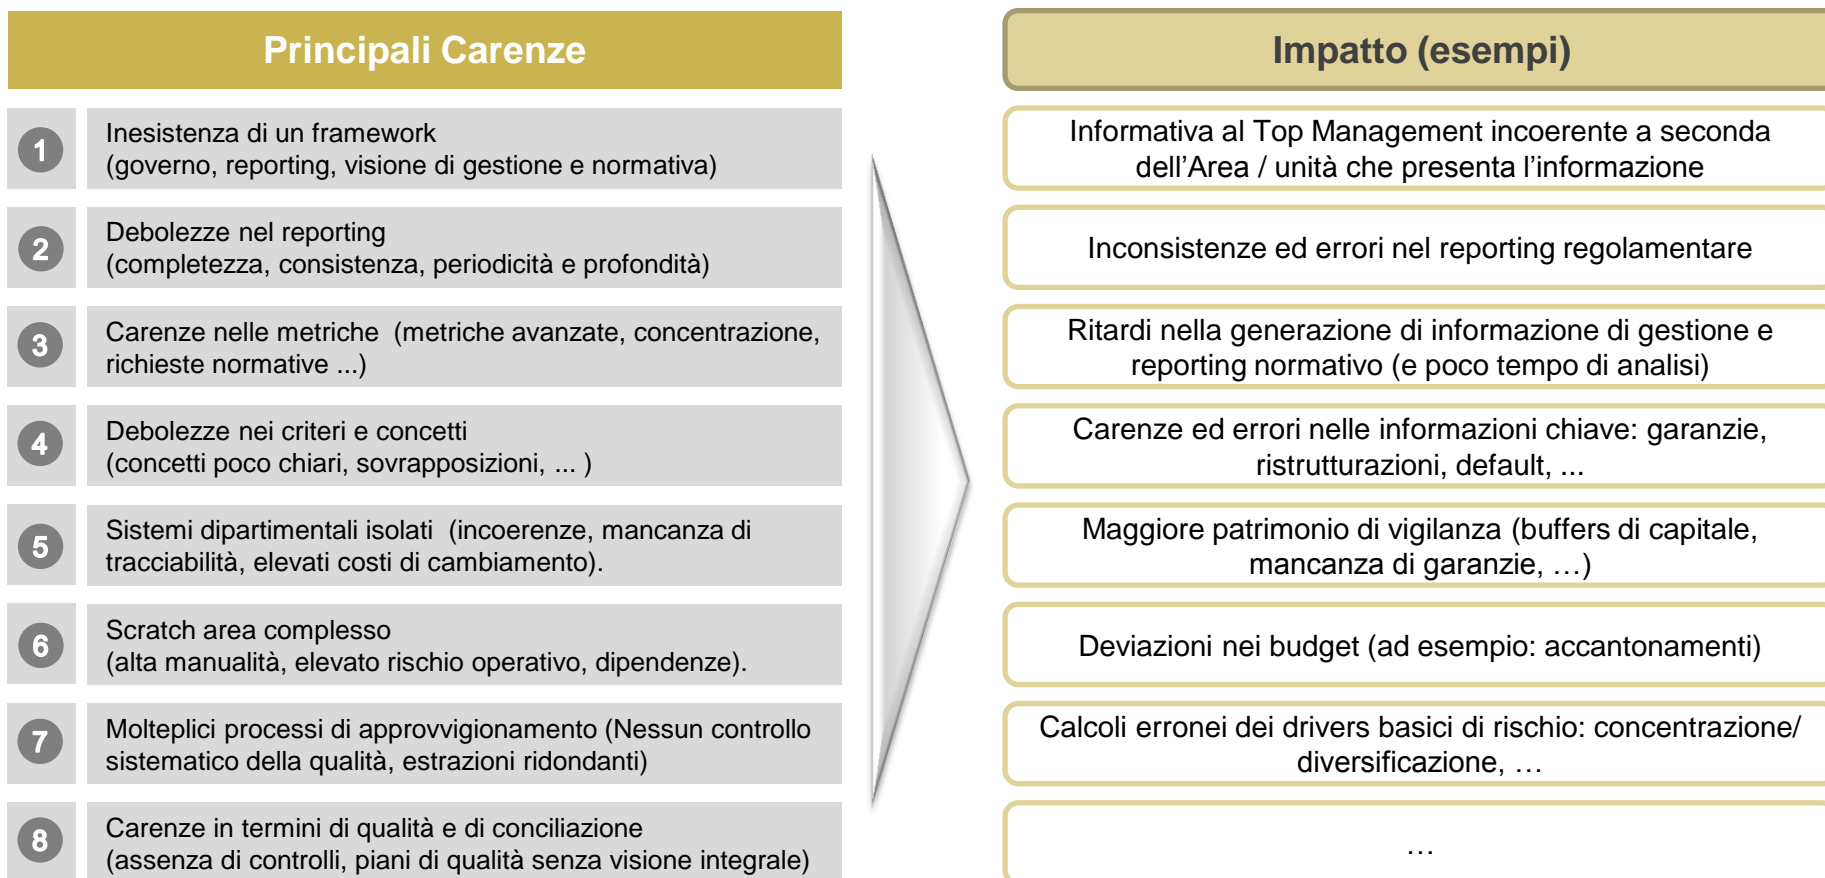 Principali Carenze
Impatto (esempi)
1
Inesistenza di un framework
(governo, reporting, visione di gestione e normativa)
Informativa al Top Management incoerente a seconda
dell'Area / unità che presenta l'informazione
2
Debolezze nel reporting
(completezza, consistenza, periodicità e profondità)
Inconsistenze ed errori nel reporting regolamentare
3
Carenze nelle metriche  (metriche avanzate, concentrazione,
richieste normative ...)
Ritardi nella generazione di informazione di gestione e
reporting normativo (e poco tempo di analisi)
4
Debolezze nei criteri e concetti
(concetti poco chiari, sovrapposizioni, ... )
Carenze ed errori nelle informazioni chiave: garanzie,
ristrutturazioni, default, ...
5
Sistemi dipartimentali isolati  (incoerenze, mancanza di
tracciabilità, elevati costi di cambiamento).
Maggiore patrimonio di vigilanza (buffers di capitale,
mancanza di garanzie, …)
6
Scratch area complesso
(alta manualità, elevato rischio operativo, dipendenze).
Deviazioni nei budget (ad esempio: accantonamenti)
7
Molteplici processi di approvvigionamento (Nessun controllo
sistematico della qualità, estrazioni ridondanti)
Calcoli erronei dei drivers basici di rischio: concentrazione/
diversificazione, …
8
Carenze in termini di qualità e di conciliazione
(assenza di controlli, piani di qualità senza visione integrale)
…